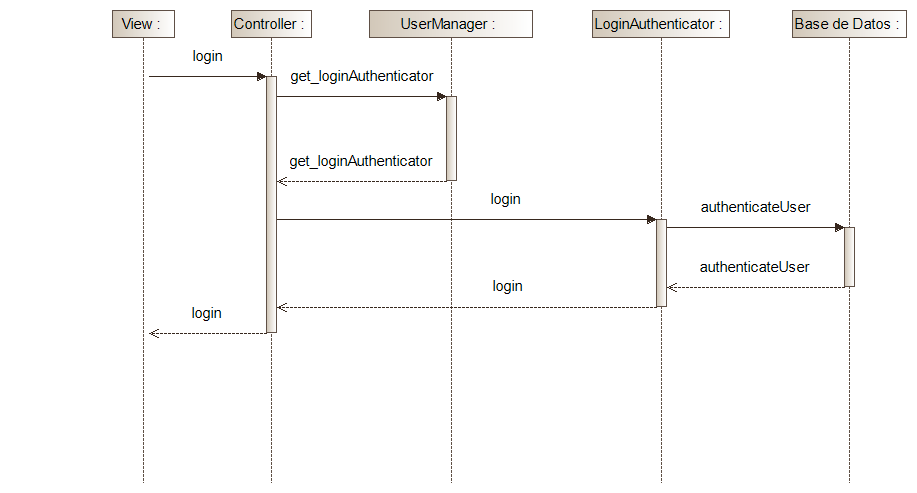 View :
Controller :
UserManager :
LoginAuthenticator :
Base de Datos :
login
get_loginAuthenticator
get_loginAuthenticator
login
authenticateUser
authenticateUser
login
login